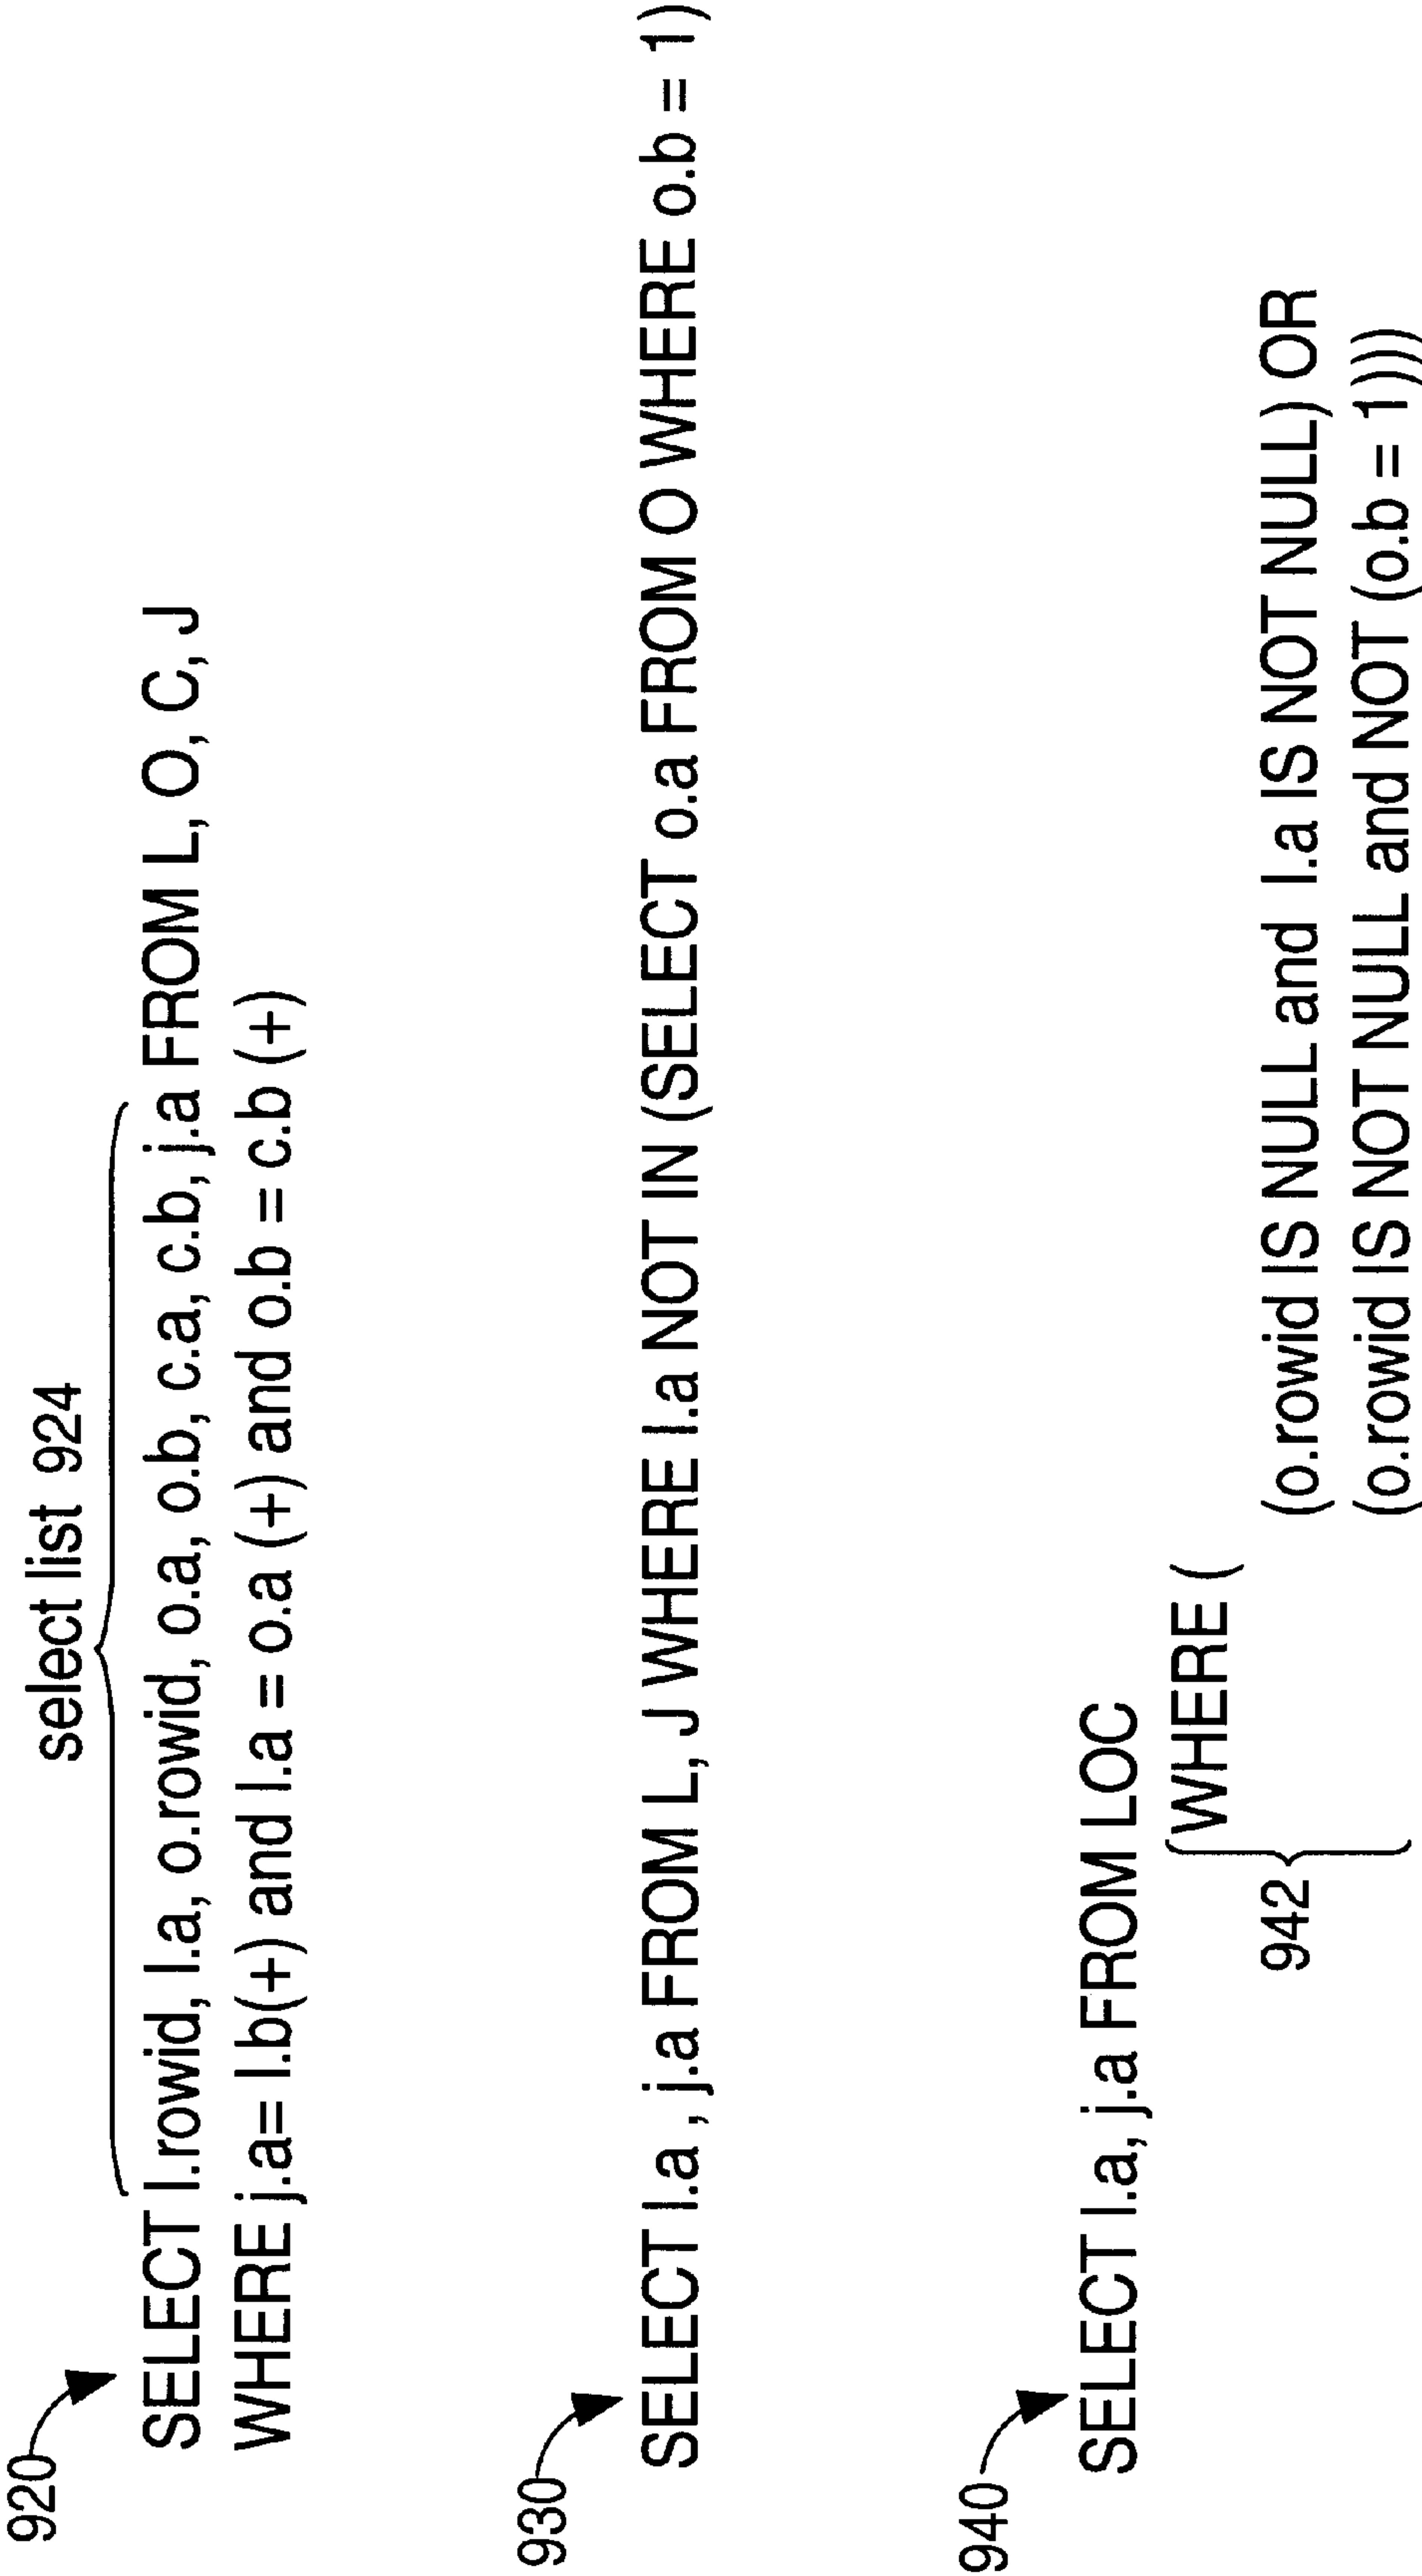 920
select list 924
SELECT l.rowid, l.a, o.rowid, o.a, o.b, c.a, c.b, j.a FROM L, O, C, J
WHERE j.a= l.b(+) and l.a = o.a (+) and o.b = c.b (+)
930
SELECT l.a , j.a FROM L, J WHERE l.a NOT IN (SELECT o.a FROM O WHERE o.b = 1)
940
SELECT l.a, j.a FROM LOC
WHERE (
942
(o.rowid IS NULL and l.a IS NOT NULL) OR
(o.rowid IS NOT NULL and NOT (o.b = 1)))